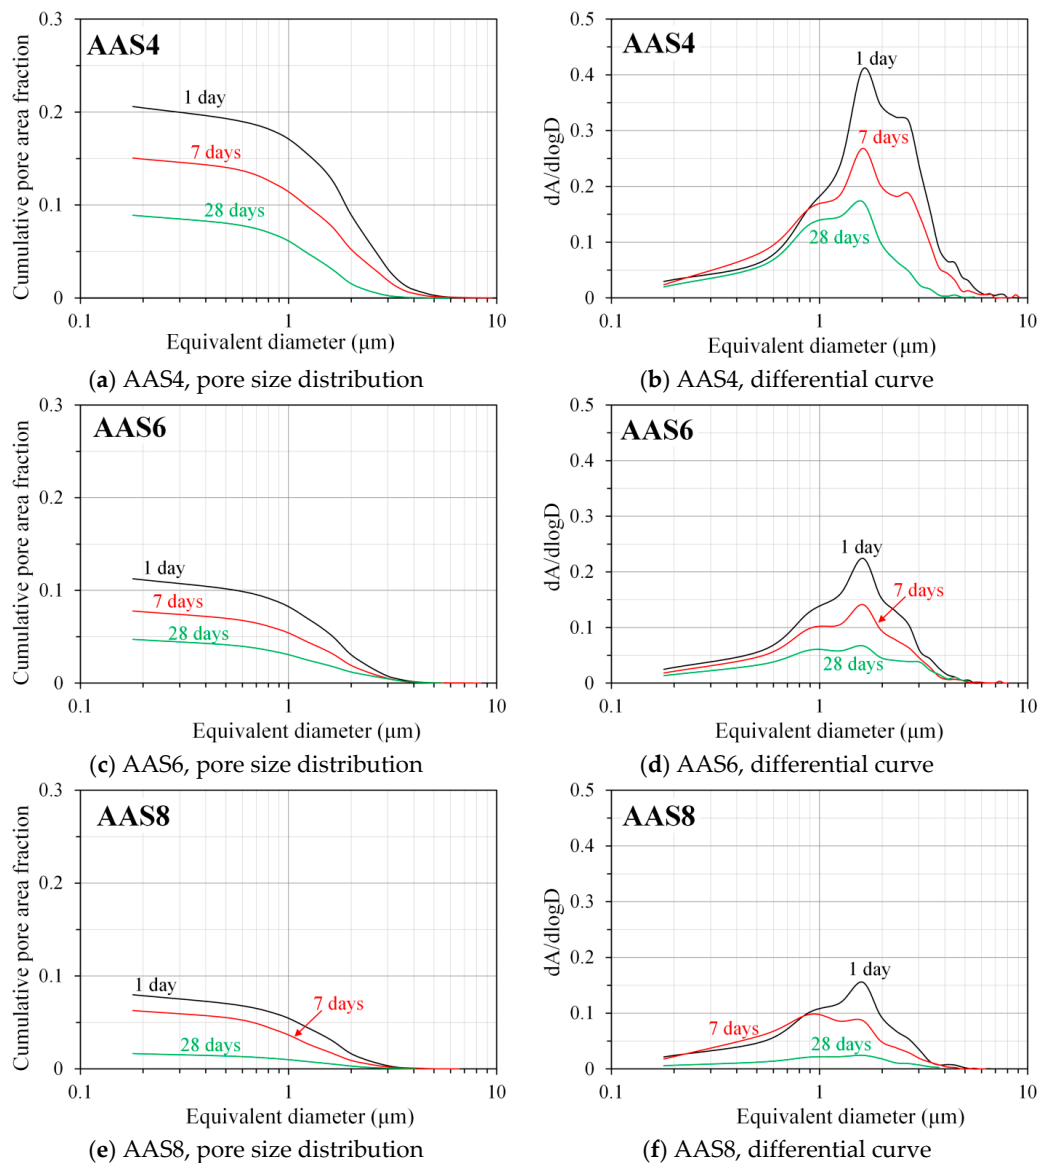 AAS4
1 day
7 days
28 days
0.3
0.2
0.1
0
Cumulative pore area fraction
0.1
1
10
Equivalent diameter (μm)
(a) AAS4, pore size distribution
AAS4
1 day
7 days
28 days
0.5
0.4
0.3
0.2
0.1
0
dA/dlogD
0.1
1
10
Equivalent diameter (μm)
(b) AAS4, differential curve
AAS6
1 day
7 days
28 days
0.3
0.2
0.1
0
Cumulative pore area fraction
0.1
1
10
Equivalent diameter (μm)
(c) AAS6, pore size distribution
AAS6
1 day
7 days
28 days
0.5
0.4
0.3
0.2
0.1
0
dA/dlogD
0.1
1
10
Equivalent diameter (μm)
(d) AAS6, differential curve
AAS8
1 day
7 days
28 days
0.3
0.2
0.1
0
Cumulative pore area fraction
0.1
1
10
Equivalent diameter (μm)
(e) AAS8, pore size distribution
AAS8
1 day
7 days
28 days
0.5
0.4
0.3
0.2
0.1
0
dA/dlogD
0.1
1
10
Equivalent diameter (μm)
(f) AAS8, differential curve